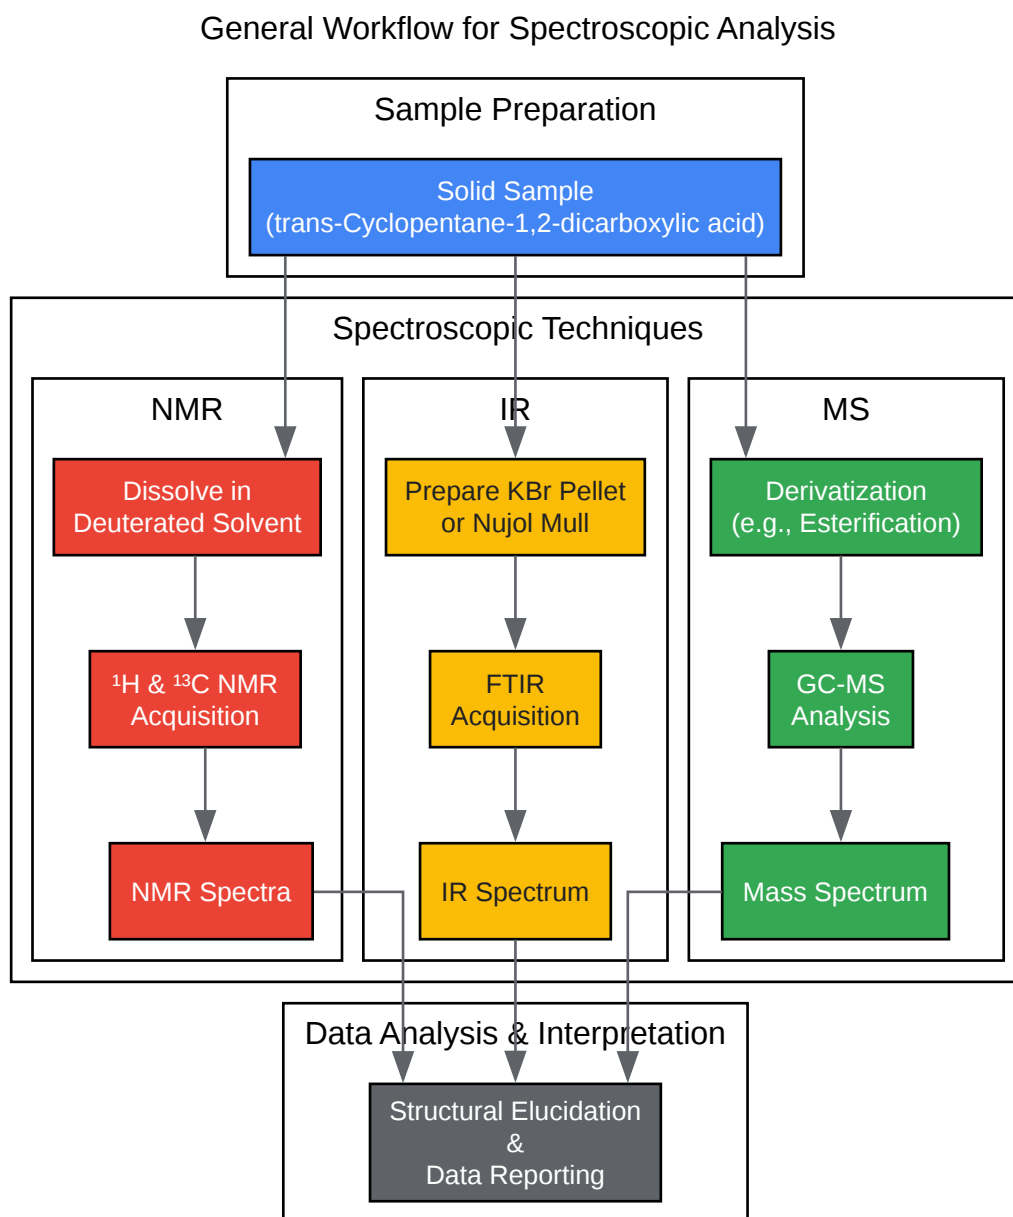 General Workflow for Spectroscopic Analysis
Sample Preparation
Solid Sample
(trans-Cyclopentane-1,2-dicarboxylic acid)
Spectroscopic Techniques
NMR
Dissolve in
Deuterated Solvent
¹H & ¹³C NMR
Acquisition
NMR Spectra
IR
Prepare KBr Pellet
or Nujol Mull
FTIR
Acquisition
IR Spectrum
MS
Derivatization
(e.g., Esterification)
GC-MS
Analysis
Mass Spectrum
Data Analysis & Interpretation
Structural Elucidation
&
Data Reporting